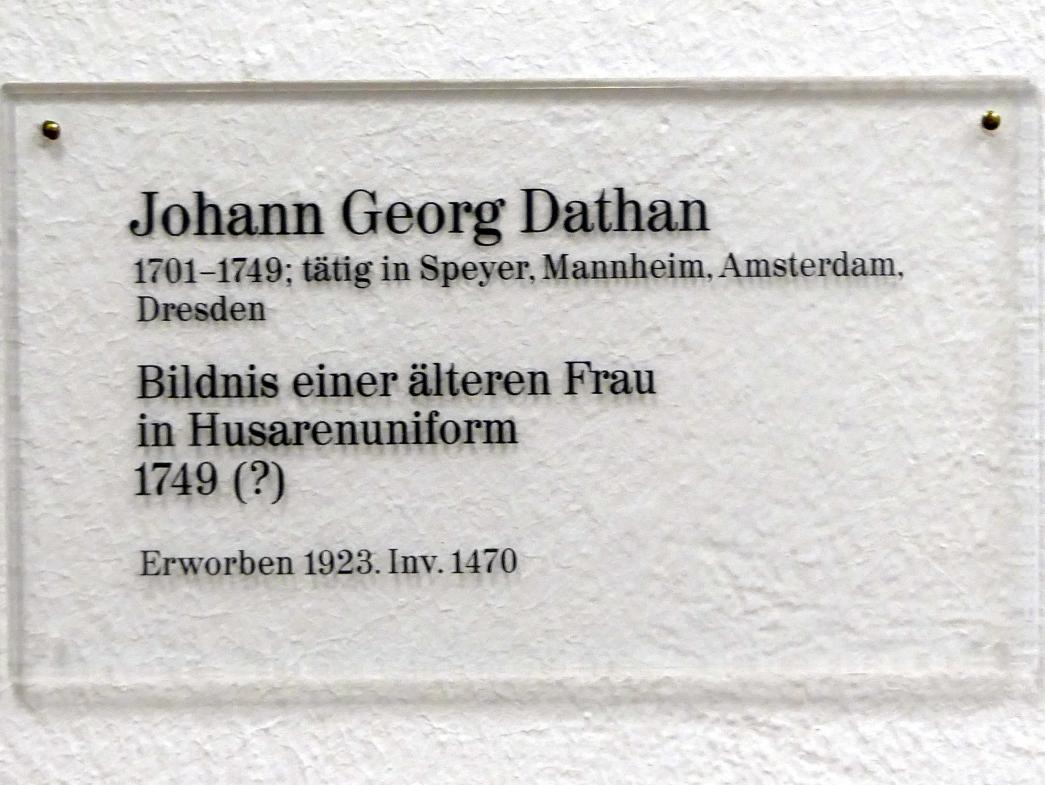 Johann Georg Dathan
1701–1749; tätig in Speyer, Mannheim, Amsterdam,
Dresden
Bildnis einer älteren Frau
in Husarenuniform
1749 (?)
Erworben 1923. Inv. 1470